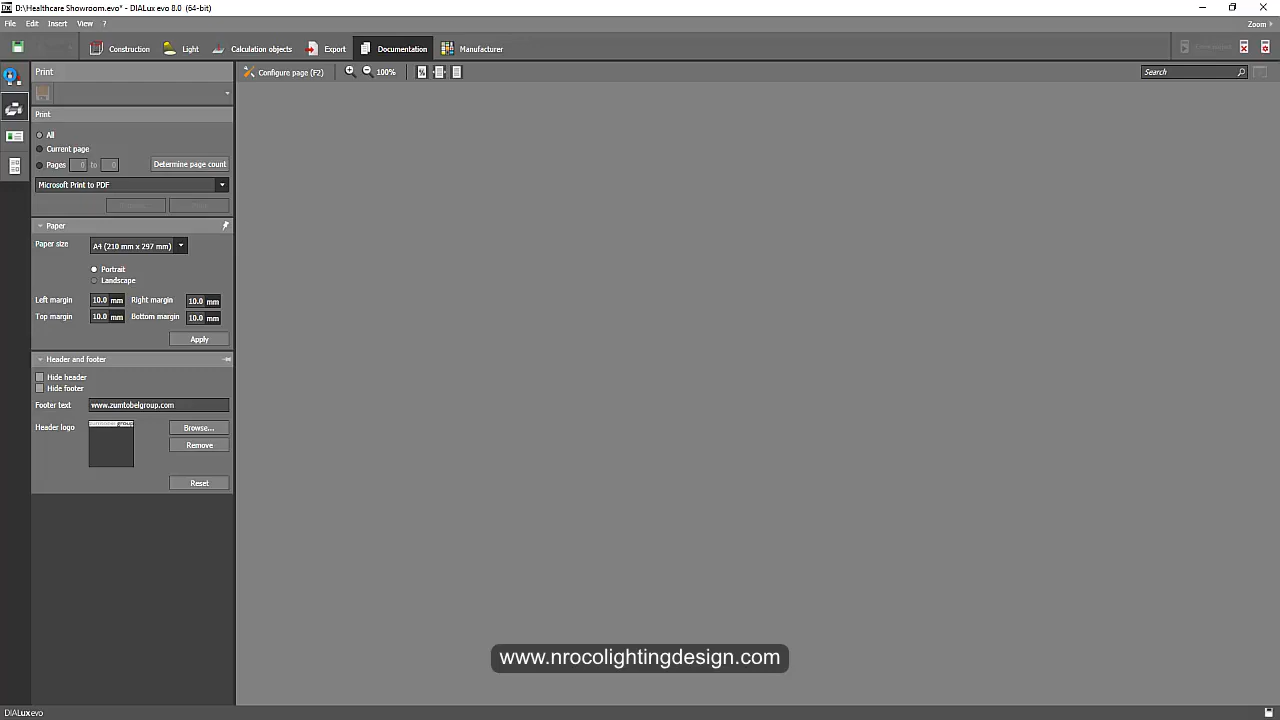 D:\Healthcare Showroom.evo* - DIALux evo 8.0 (64-bit)
File Edit Insert View ?
Zoom
Construction Light Calculation objects Export Documentation Manufacturer
Print
Configure page (F2) 100% Search
Print
All
Current page
Pages 0 to 0 Determine page count
Microsoft Print to PDF
Paper
Paper size A4 (210 mm x 297 mm)
Portrait
Landscape
Left margin 10.0 mm Right margin 10.0 mm
Top margin 10.0 mm Bottom margin 10.0 mm
Apply
Header and footer
Hide header
Hide footer
Footer text www.zumtobelgroup.com
Header logo zumtobel group Browse...
Remove
Reset
www.nrocolightingdesign.com
DIALux evo